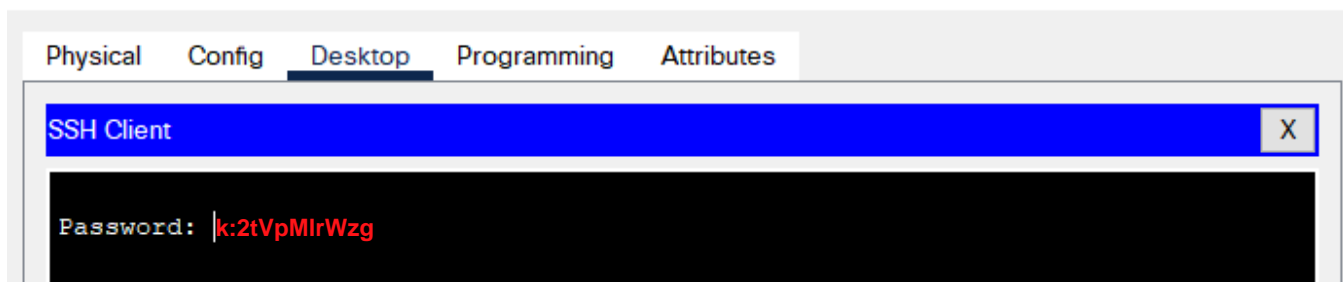 Physical Config Desktop Programming Attributes
SSH Client X
Password: k:2tVpMIrWzg